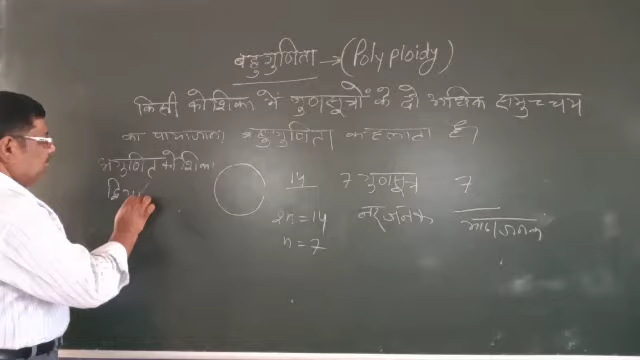 बहुगुणिता → (Polyploidy)
किसी कोशिका में गुणसूत्रों के दो अधिक समुच्चय
का पाया जाना बहुगुणिता कहलाता है।
अगुणित कोशिका
14 7 गुणसूत्र 7
द्विगु
2n = 14 नर जनक मादा जनक
n = 7